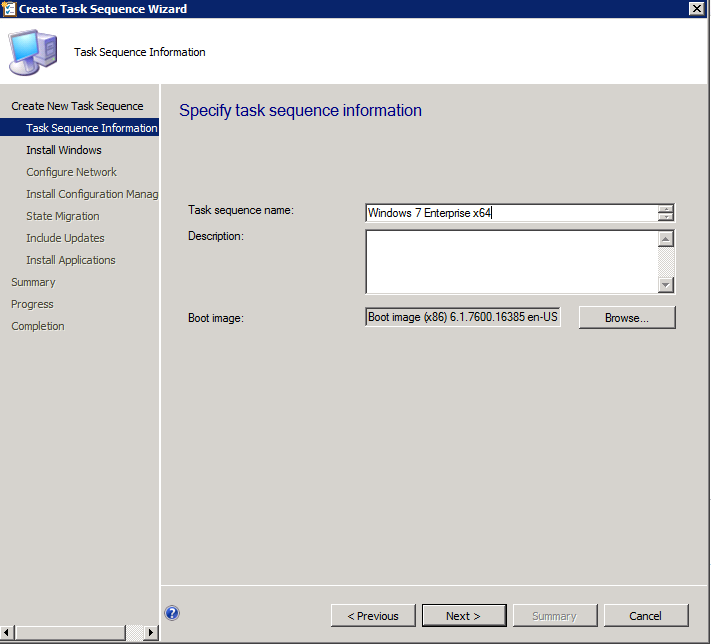 Create Task Sequence Wizard
Task Sequence Information
Create New Task Sequence
Task Sequence Information
Install Windows
Configure Network
Install Configuration Manag
State Migration
Include Updates
Install Applications
Summary
Progress
Completion
Specify task sequence information
Task sequence name: Windows 7 Enterprise x64
Description:
Boot image: Boot image (x86) 6.1.7600.16385 en-US Browse...
< Previous Next > Summary Cancel